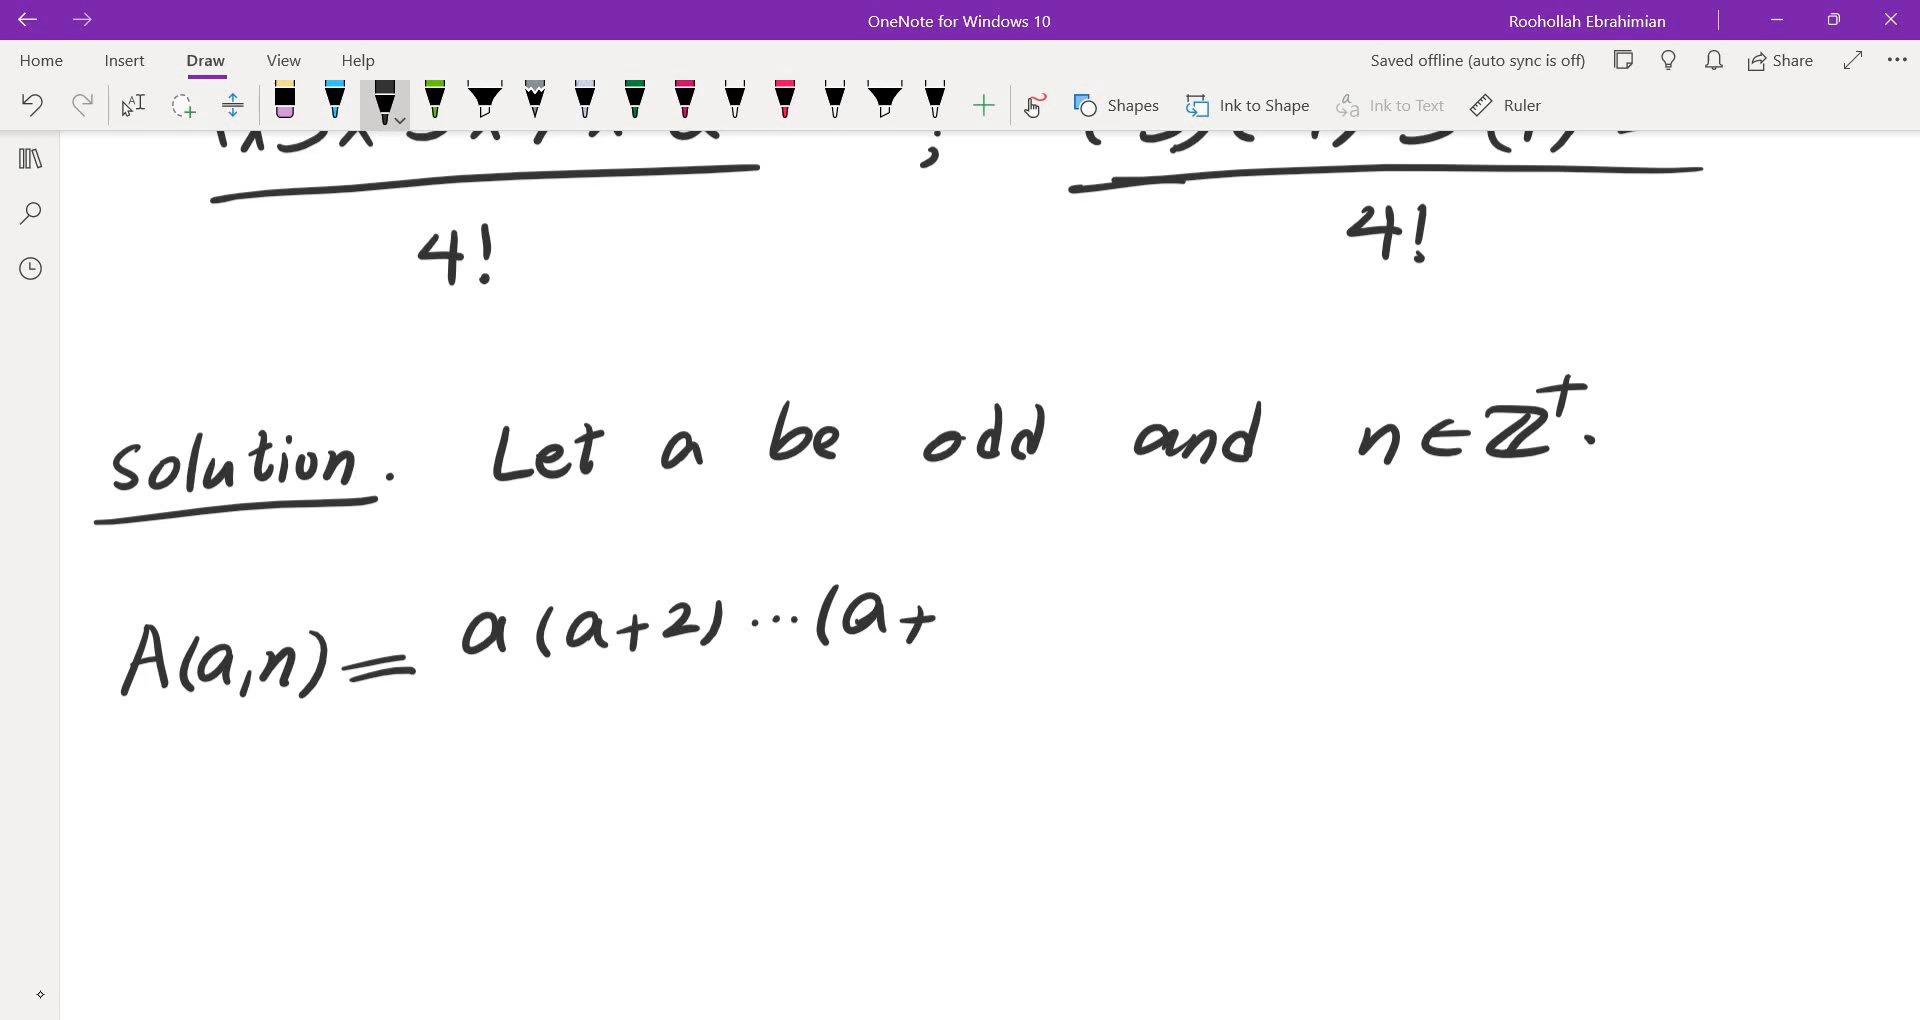 OneNote for Windows 10
Roohollah Ebrahimian
Home Insert Draw View Help
Saved offline (auto sync is off) Share
Shapes Ink to Shape Ink to Text Ruler
4! ; 4!
Solution. Let a be odd and n ∈ ℤ⁺.
A(a,n) = a(a+2) ... (a+